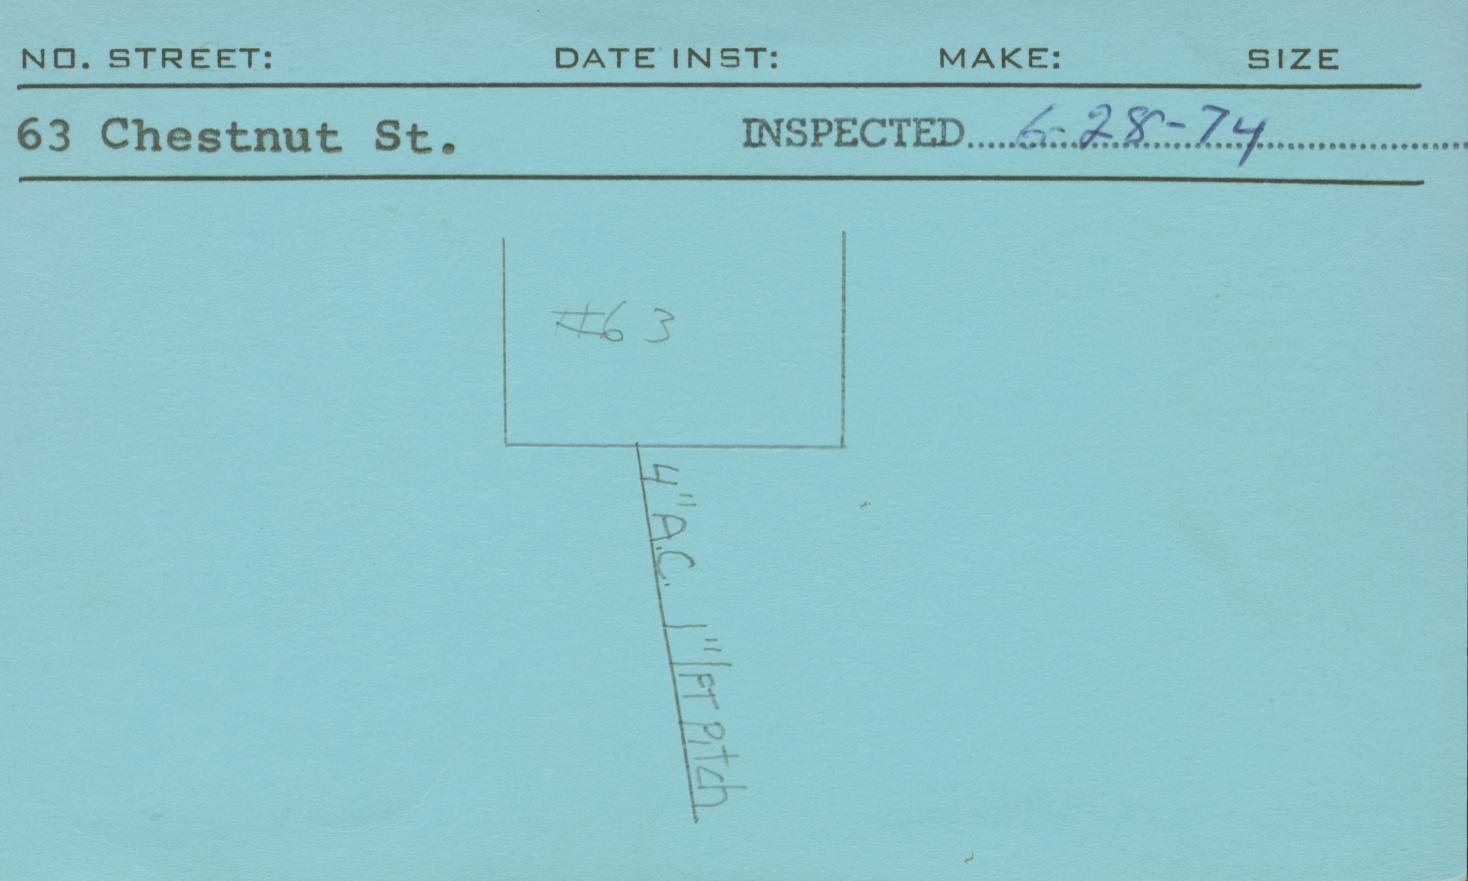 NO. STREET: DATE INST: MAKE: SIZE
63 Chestnut St. INSPECTED....6-28-74....................
#63
4" A.C. 1"/FT Pitch